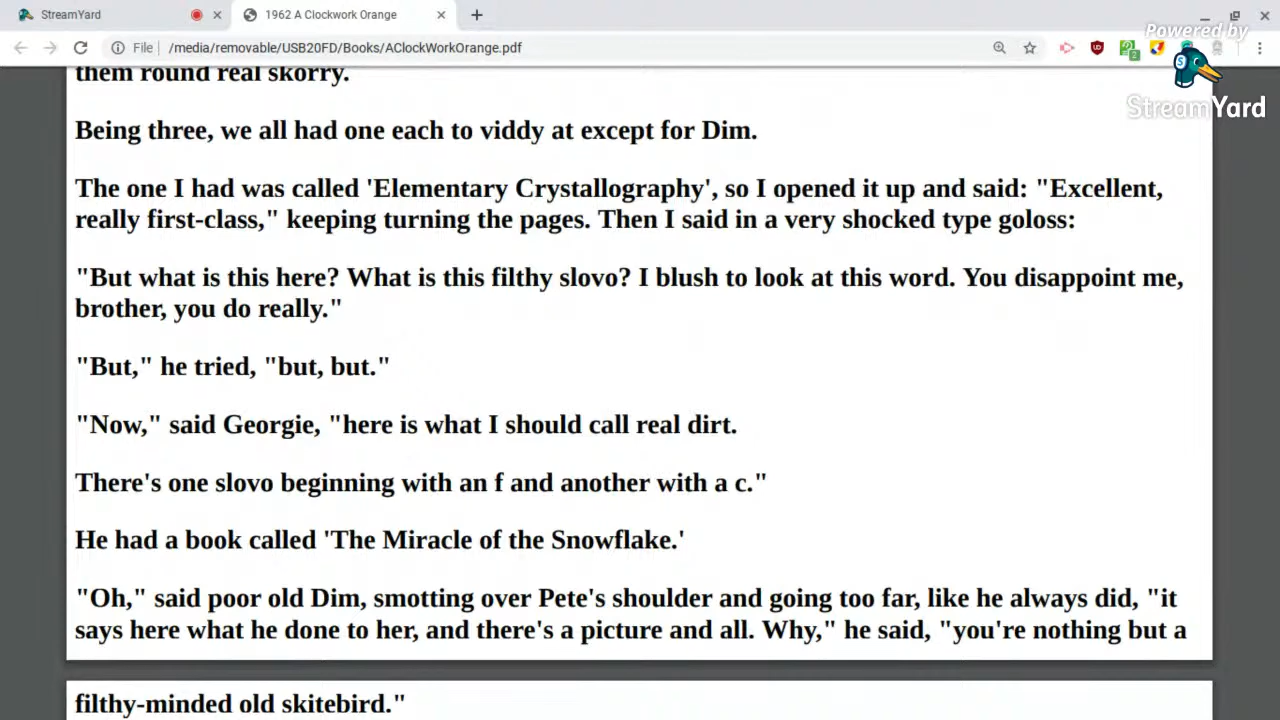 StreamYard
1962 A Clockwork Orange
File /media/removable/USB20FD/Books/AClockWorkOrange.pdf
Powered by
StreamYard
them round real skorry.
Being three, we all had one each to viddy at except for Dim.
The one I had was called 'Elementary Crystallography', so I opened it up and said: "Excellent,
really first-class," keeping turning the pages. Then I said in a very shocked type goloss:
"But what is this here? What is this filthy slovo? I blush to look at this word. You disappoint me,
brother, you do really."
"But," he tried, "but, but."
"Now," said Georgie, "here is what I should call real dirt.
There's one slovo beginning with an f and another with a c."
He had a book called 'The Miracle of the Snowflake.'
"Oh," said poor old Dim, smotting over Pete's shoulder and going too far, like he always did, "it
says here what he done to her, and there's a picture and all. Why," he said, "you're nothing but a
filthy-minded old skitebird."